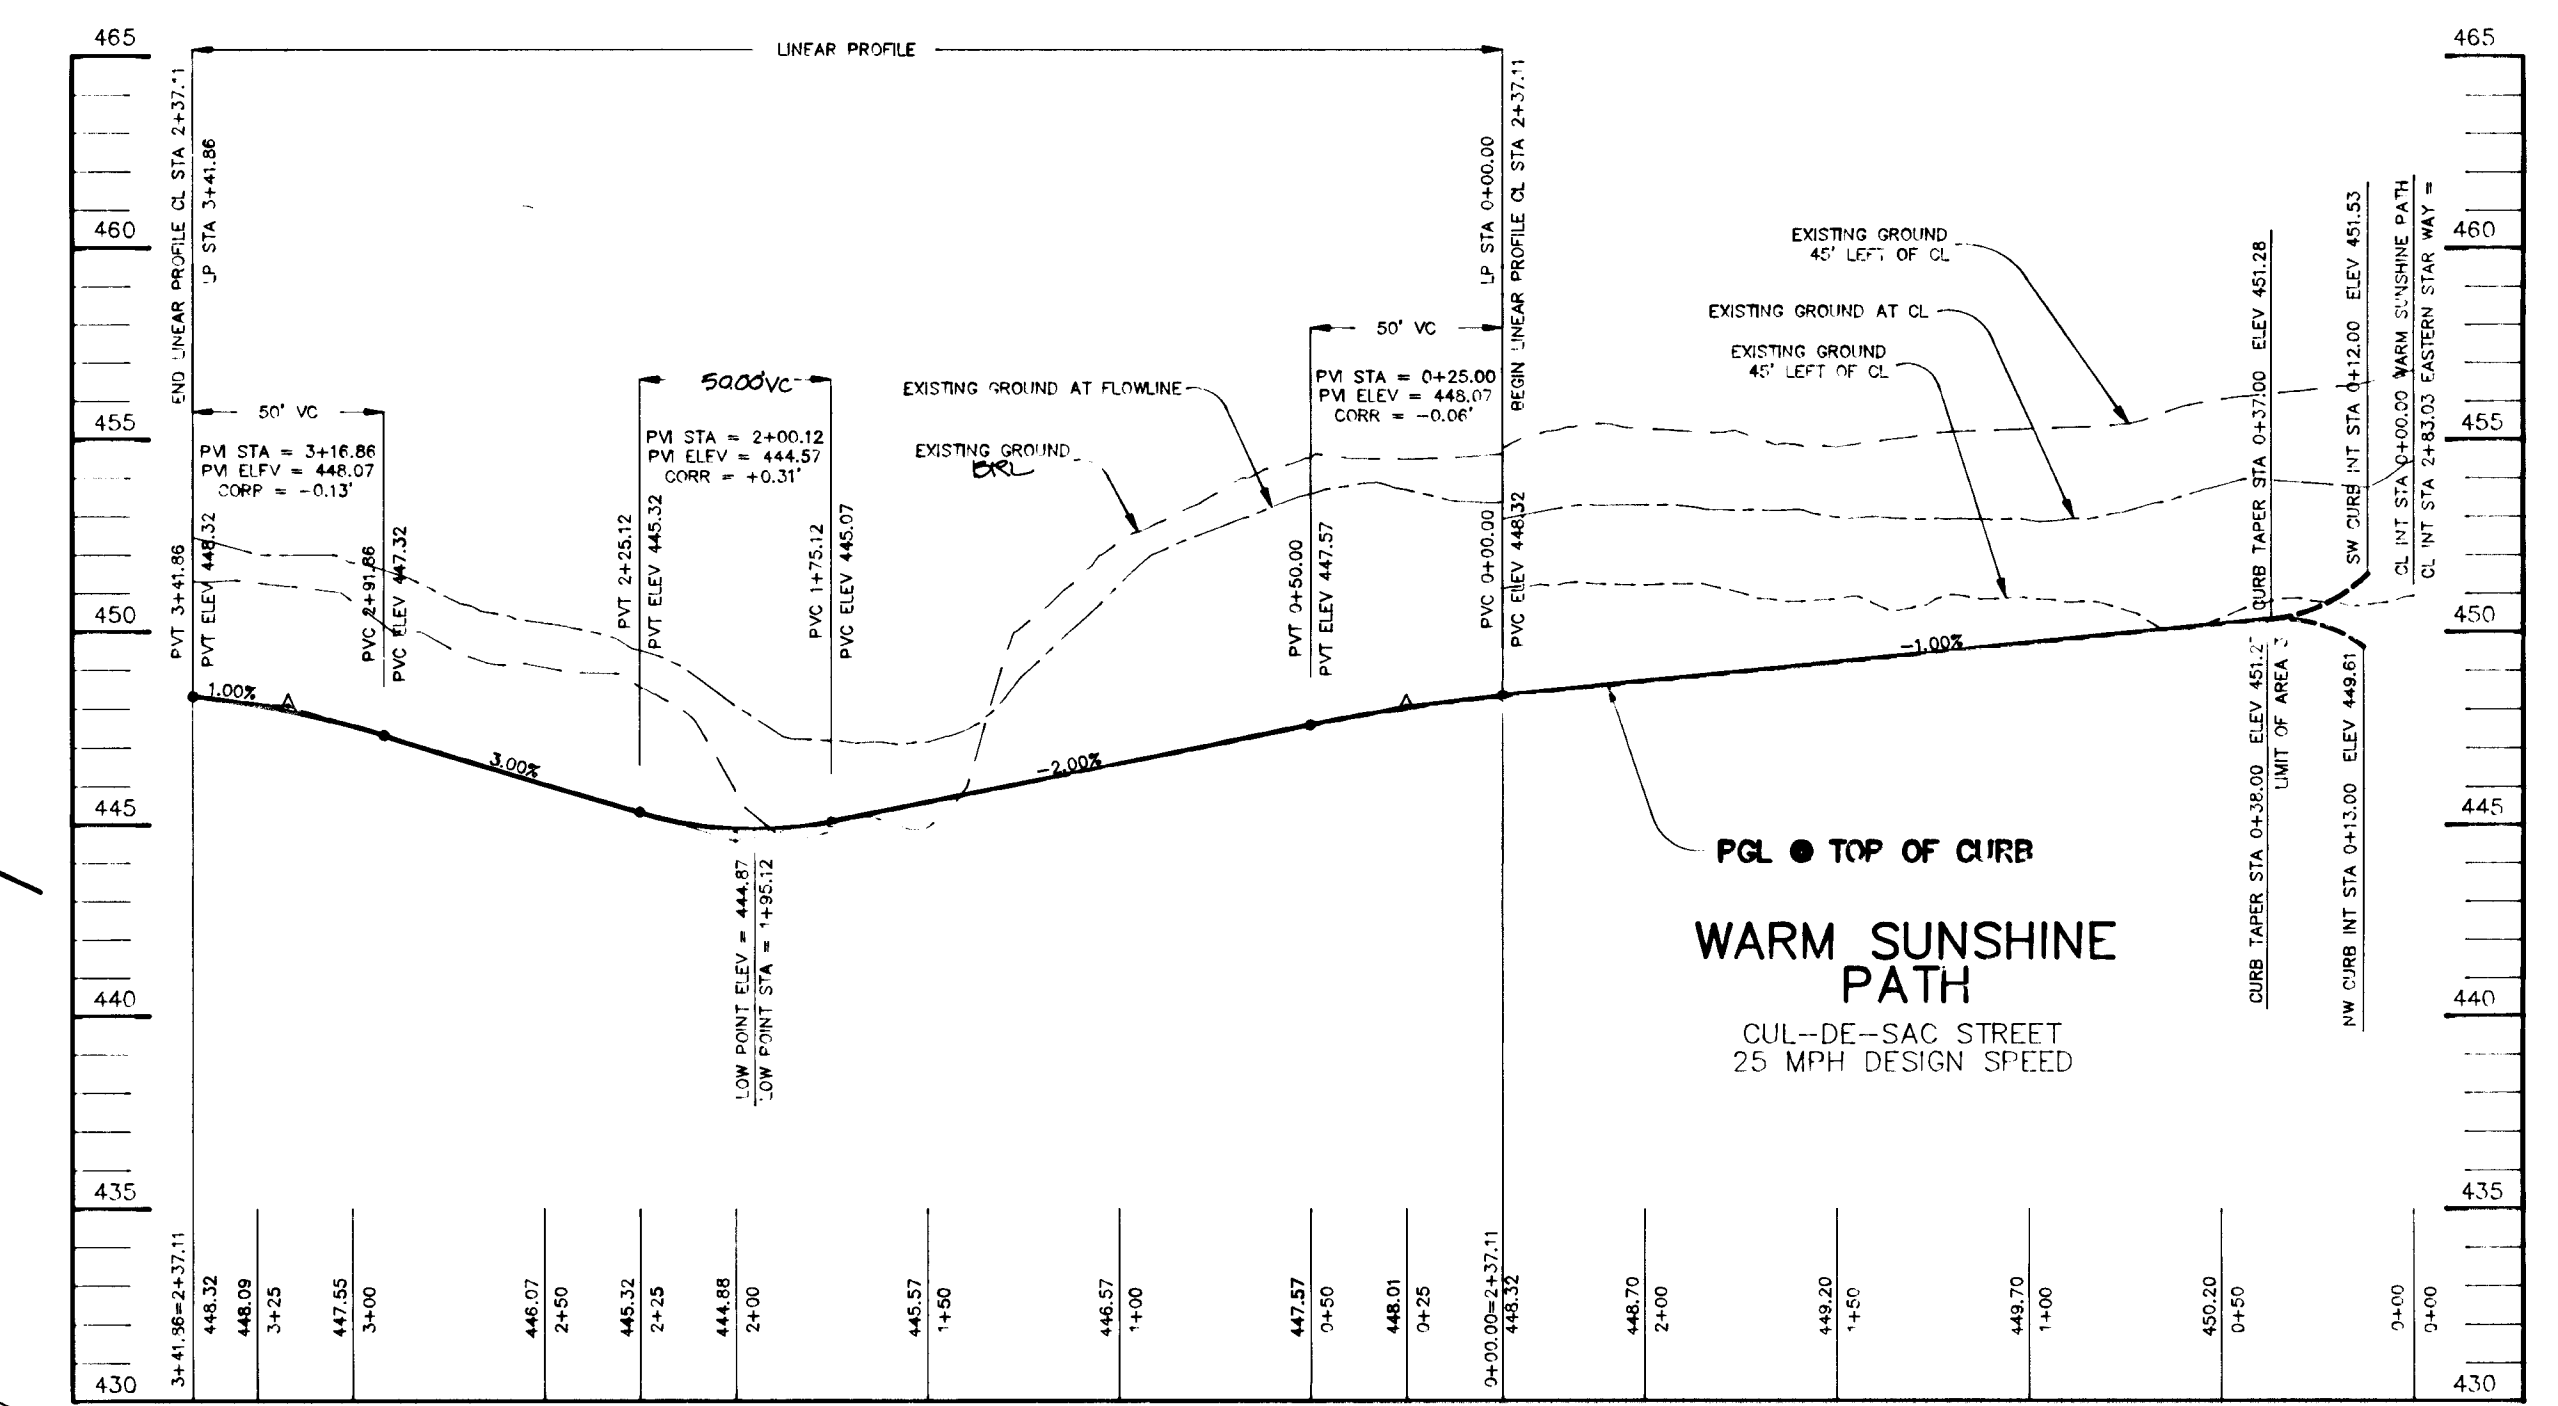 465
460
455
450
445
440
435
430
465
460
455
450
445
440
435
430
LINEAR PROFILE
END LINEAR PROFILE CL STA 2+37.11
LP STA 3+41.86
50' VC
PVI STA = 3+16.86
PVI ELEV = 448.07
CORR = -0.13'
PVT 3+41.86
PVT ELEV 448.32
PVC 2+91.86
PVC ELEV 447.32
1.00%
3.00%
50.00' VC
PVI STA = 2+00.12
PVI ELEV = 444.57
CORR = +0.31'
PVT 2+25.12
PVT ELEV 445.32
PVC 1+75.12
PVC ELEV 445.07
LOW POINT ELEV = 444.87
LOW POINT STA = 1+95.12
EXISTING GROUND AT FLOWLINE
EXISTING GROUND
BRL
-2.00%
50' VC
PVI STA = 0+25.00
PVI ELEV = 448.07
CORR = -0.06'
PVT 0+50.00
PVT ELEV 447.57
LP STA 0+00.00
BEGIN LINEAR PROFILE CL STA 2+37.11
PVC 0+00.00
PVC ELEV 448.32
EXISTING GROUND
45' LEFT OF CL
EXISTING GROUND AT CL
EXISTING GROUND
45' LEFT OF CL
-1.00%
CURB TAPER STA 0+37.00 ELEV 451.28
SW CURB INT STA 0+12.00 ELEV 451.53
CL INT STA 0+00.00 WARM SUNSHINE PATH
CL INT STA 2+83.03 EASTERN STAR WAY =
CURB TAPER STA 0+38.00 ELEV 451.2
LIMIT OF AREA 3
NW CURB INT STA 0+13.00 ELEV 449.61
PGL @ TOP OF CURB
WARM SUNSHINE
PATH
CUL-DE-SAC STREET
25 MPH DESIGN SPEED
3+41.86=2+37.11
448.32
448.09
3+25
447.55
3+00
446.07
2+50
445.32
2+25
444.88
2+00
445.57
1+50
446.57
1+00
447.57
0+50
448.01
0+25
0+00.00=2+37.11
448.32
448.70
2+00
449.20
1+50
449.70
1+00
450.20
0+50
0+00
0+00